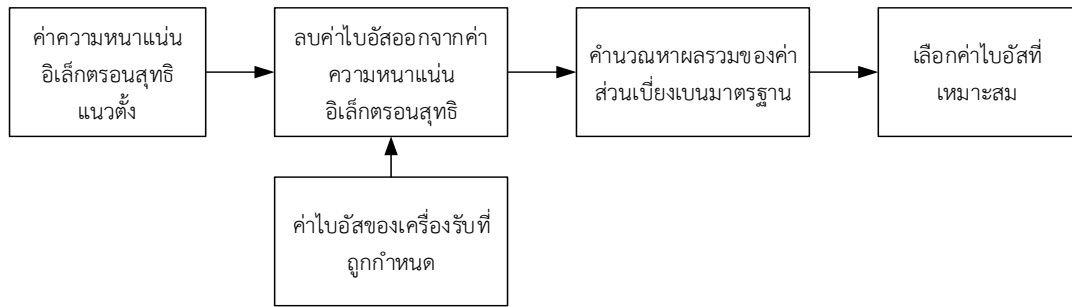 ค่าความหนาแน่น
อิเล็กตรอนสุทธิ
แนวตั้ง
ลบค่าไบอัสออกจากค่า
ความหนาแน่น
อิเล็กตรอนสุทธิ
คำนวณหาผลรวมของค่า
ส่วนเบี่ยงเบนมาตรฐาน
เลือกค่าไบอัสที่
เหมาะสม
ค่าไบอัสของเครื่องรับที่
ถูกกำหนด